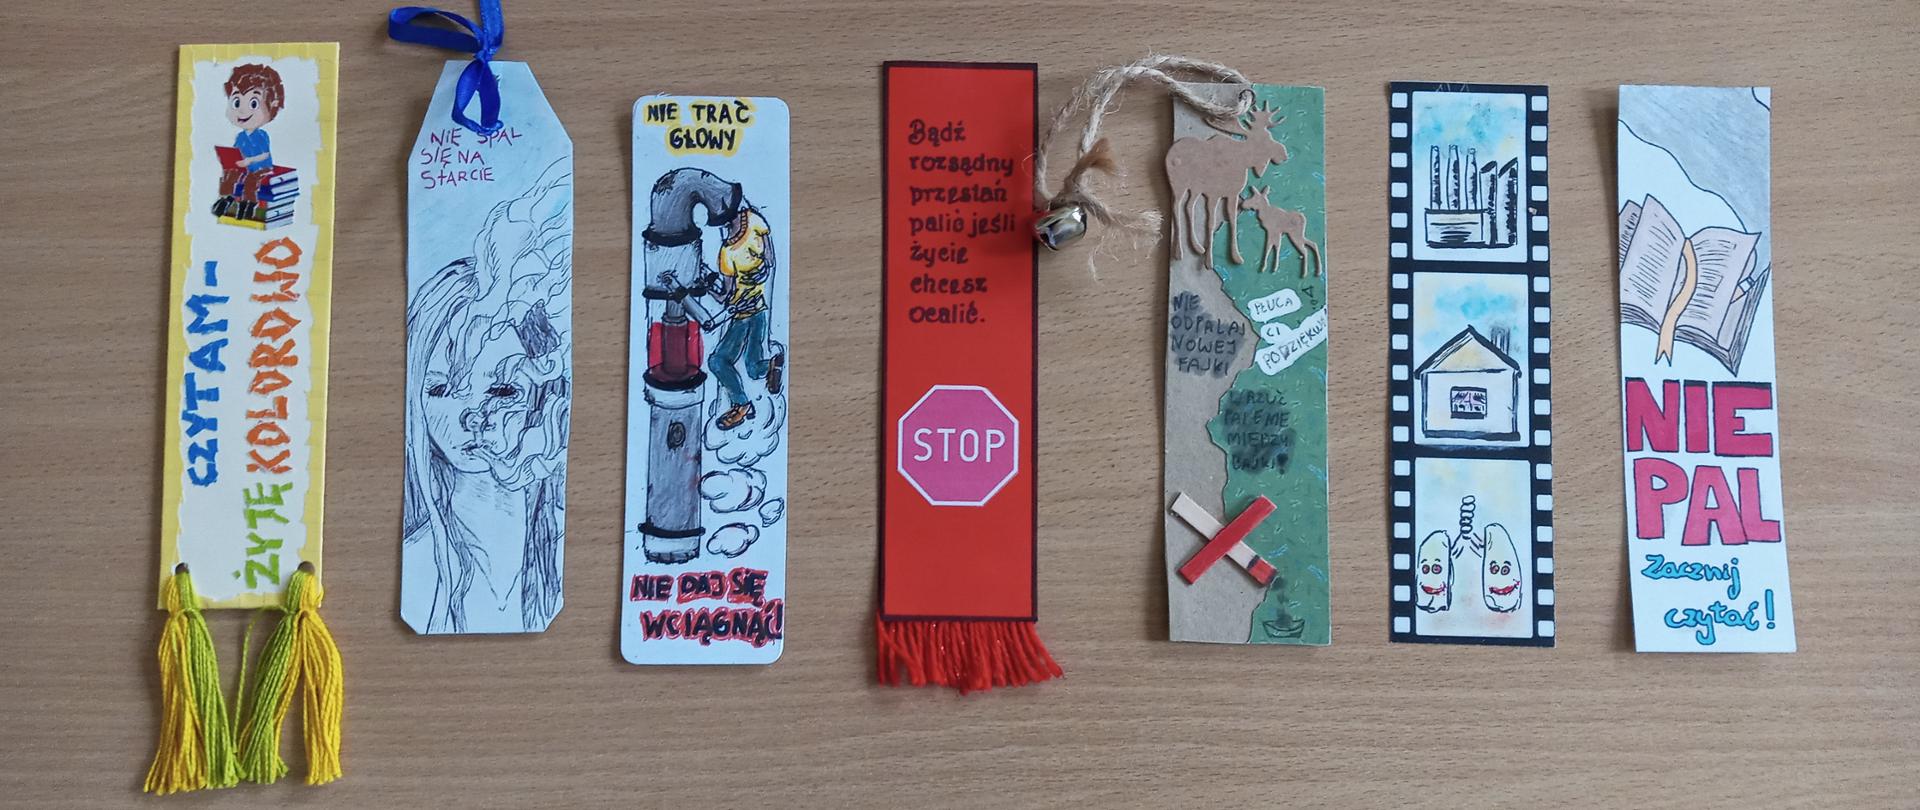 CZYTAM-
ŻYJĘ KOLOROWO
NIE SPAL
SIĘ NA
STARCIE
NIE TRAĆ
GŁOWY
NIE DAJ SIĘ
WCIĄGNĄĆ!
Bądź
rozsądny
przestań
palić jeśli
życie
chcesz
ocalić.
STOP
NIE
ODPALAJ
NOWEJ
FAJKI
PŁUCA
CI
PODZIĘKUJĄ
WRZUĆ
PALENIE
MIĘDZY
BAJKI!
NIE
PAL
Zacznij
czytać!